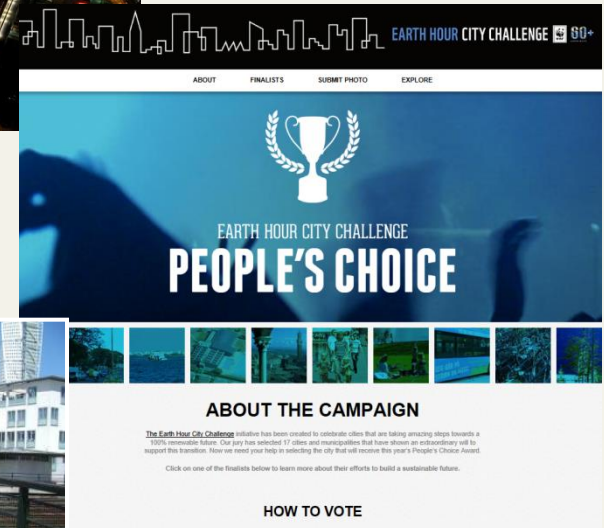 EARTH HOUR CITY CHALLENGE WWF 60+
ABOUT FINALISTS SUBMIT PHOTO EXPLORE
EARTH HOUR CITY CHALLENGE
PEOPLE'S CHOICE
ABOUT THE CAMPAIGN
The Earth Hour City Challenge initiative has been created to celebrate cities that are taking amazing steps towards a
100% renewable future. Our jury has selected 17 cities and municipalities that have shown an extraordinary will to
support this transition. Now we need your help in selecting the city that will receive this year's People's Choice Award.
Click on one of the finalists below to learn more about their efforts to build a sustainable future.
HOW TO VOTE